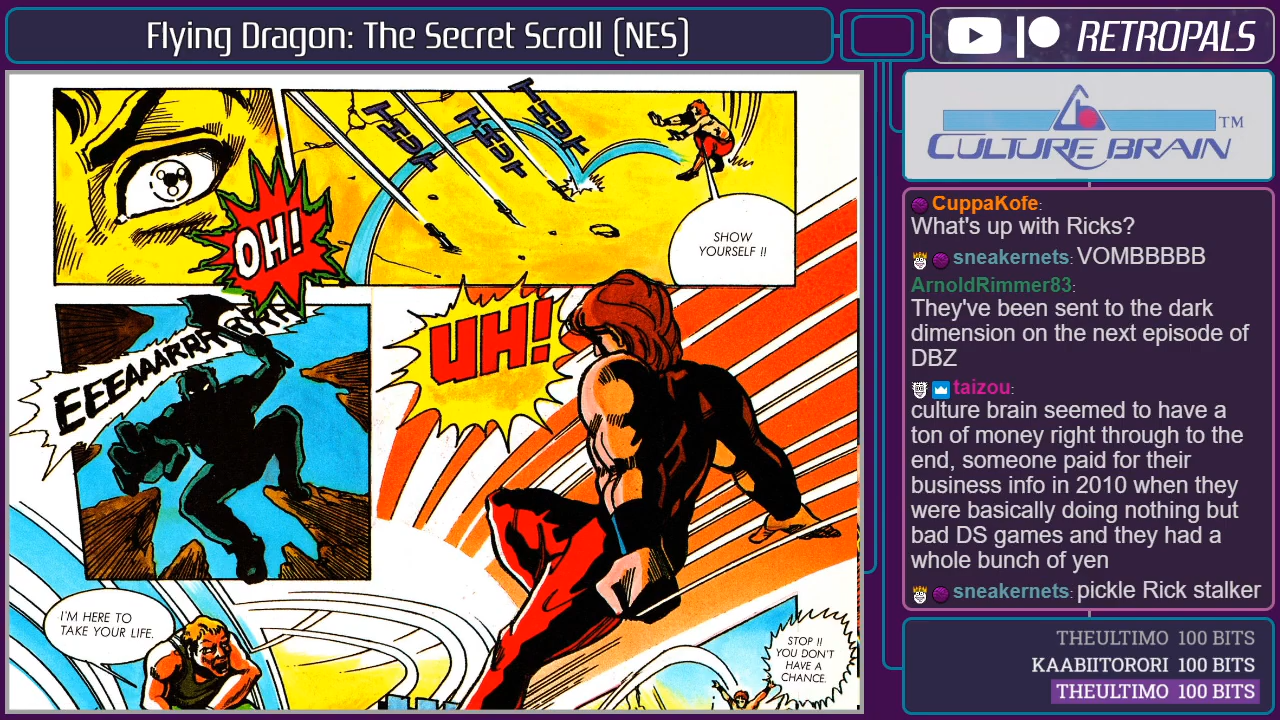 Flying Dragon: The Secret Scroll (NES)
RETROPALS
THUCK
THUCK
THUCK
OH!
SHOW
YOURSELF !!
EEEAAARRRRRRR
UH!
I'M HERE TO
TAKE YOUR LIFE.
STOP !!
YOU DON'T
HAVE A
CHANCE.
CULTURE BRAIN TM
CuppaKofe:
What's up with Ricks?
sneakernets: VOMBBBBB
ArnoldRimmer83:
They've been sent to the dark
dimension on the next episode of
DBZ
taizou:
culture brain seemed to have a
ton of money right through to the
end, someone paid for their
business info in 2010 when they
were basically doing nothing but
bad DS games and they had a
whole bunch of yen
sneakernets: pickle Rick stalker
THEULTIMO 100 BITS
KAABIITORORI 100 BITS
THEULTIMO 100 BITS